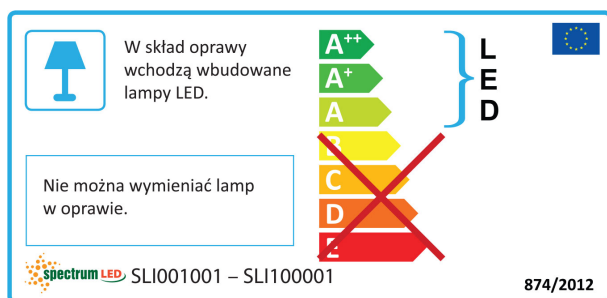 W skład oprawy
wchodzą wbudowane
lampy LED.
A++
A+
A
B
C
D
E
L
E
D
Nie można wymieniać lamp
w oprawie.
spectrum LED SLI001001 – SLI100001
874/2012